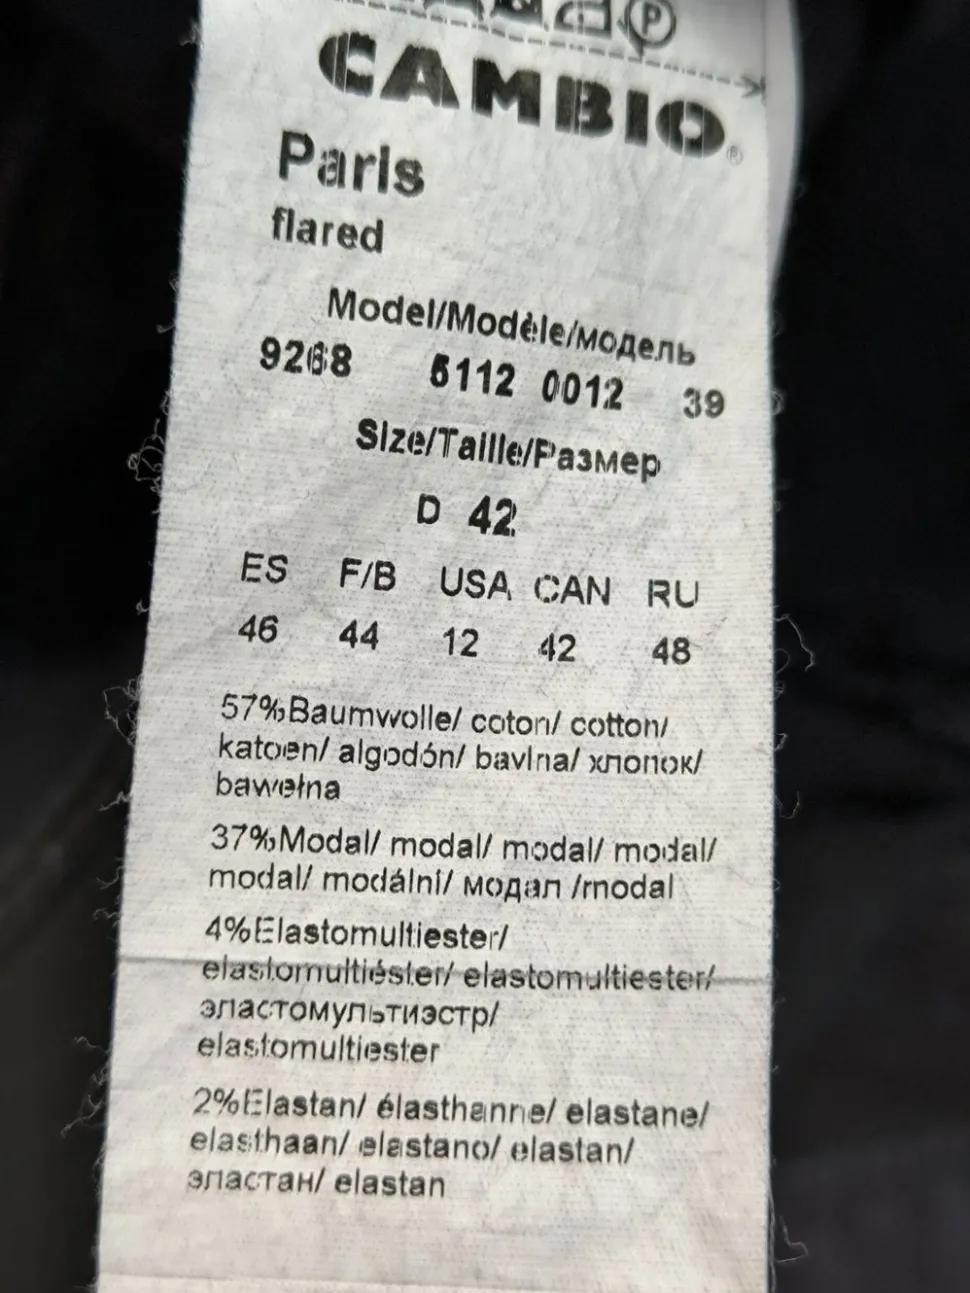 P
CAMBIO®
Paris
flared
Model/Modèle/модель
9268 6112 0012 39
Size/Taille/Размер
D 42
ES F/B USA CAN RU
46 44 12 42 48
57%Baumwolle/ coton/ cotton/
katoen/ algodón/ bavlna/ хлопок/
bawełna
37%Modal/ modal/ modal/ modal/
modal/ modální/ модал /modal
4%Elastomultiester/
elastomultiéster/ elastomultiester/
эластомультиэстр/
elastomultiester
2%Elastan/ élasthanne/ elastane/
elasthaan/ elastano/ elastan/
эластан/ elastan